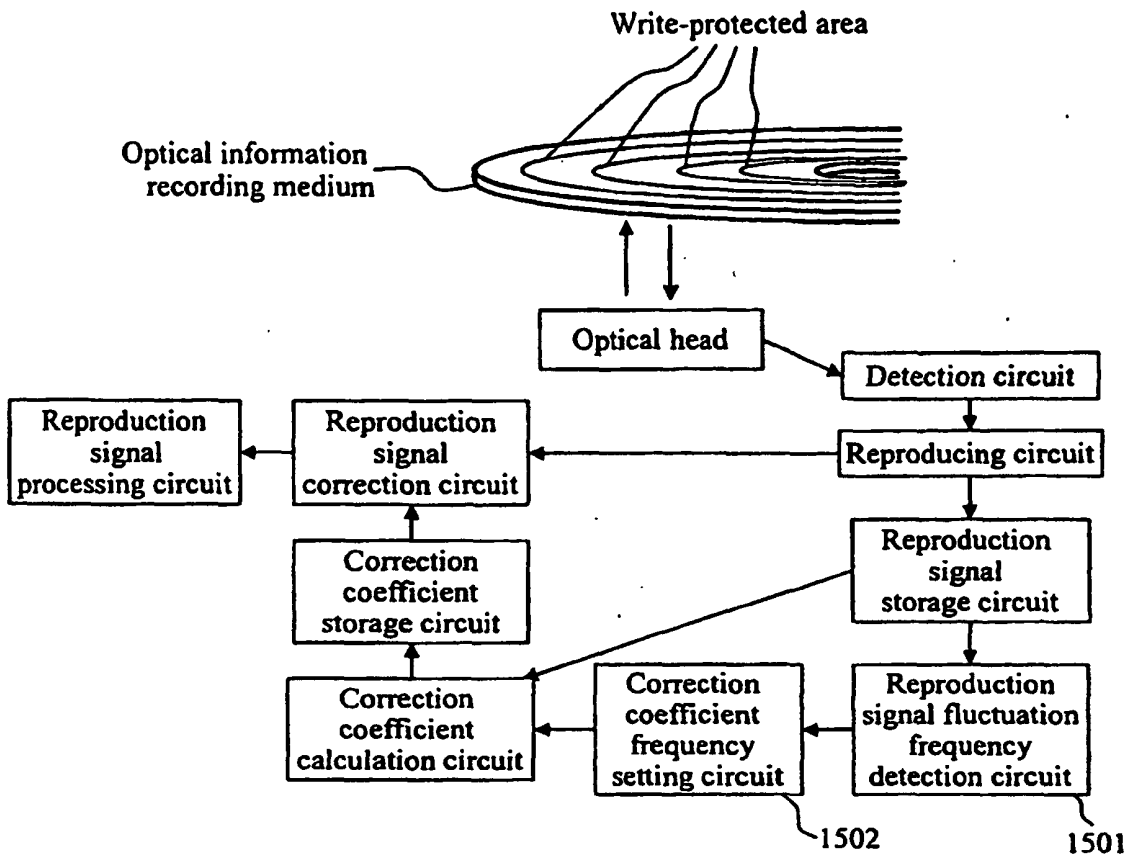 Write-protected area
Optical information
recording medium
Optical head
Detection circuit
Reproduction
signal
processing circuit
Reproduction
signal
correction circuit
Reproducing circuit
Correction
coefficient
storage circuit
Reproduction
signal
storage circuit
Correction
coefficient
calculation circuit
Correction
coefficient
frequency
setting circuit
Reproduction
signal fluctuation
frequency
detection circuit
1502
1501